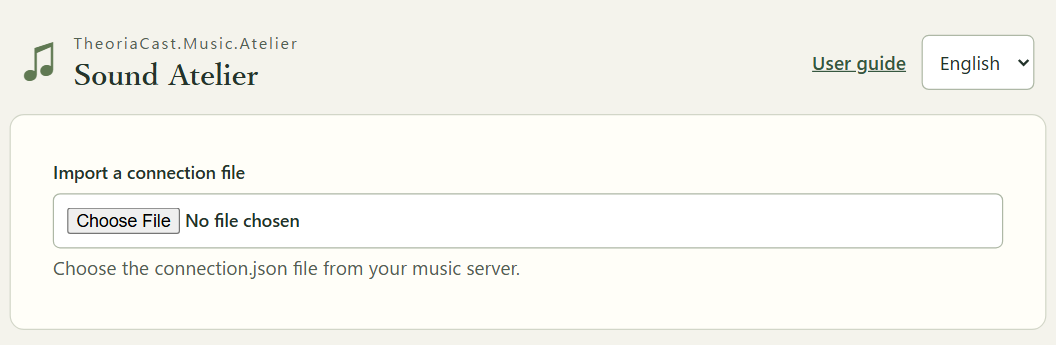 TheoriaCast.Music.Atelier
Sound Atelier
User guide
English
Import a connection file
Choose File No file chosen
Choose the connection.json file from your music server.